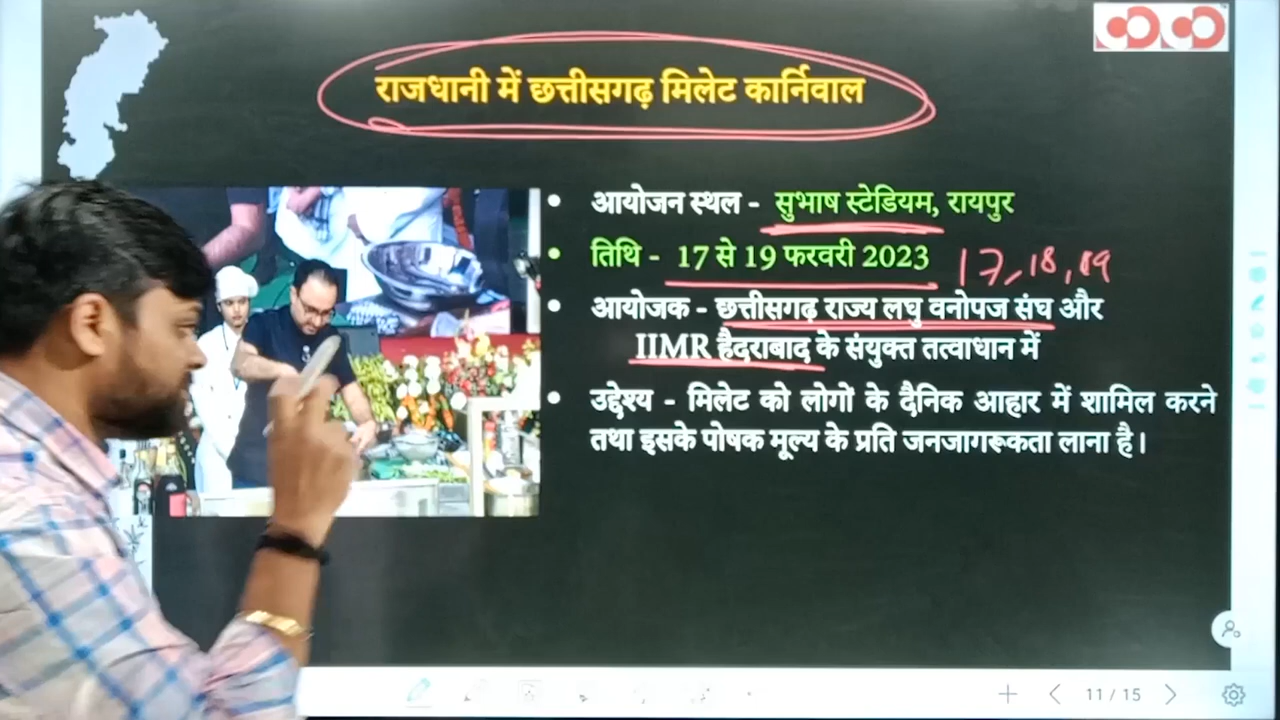 राजधानी में छत्तीसगढ़ मिलेट कार्निवाल
• आयोजन स्थल - सुभाष स्टेडियम, रायपुर
• तिथि - 17 से 19 फरवरी 2023 17, 18, 19
• आयोजक - छत्तीसगढ़ राज्य लघु वनोपज संघ और
IIMR हैदराबाद के संयुक्त तत्वाधान में
• उद्देश्य - मिलेट को लोगों के दैनिक आहार में शामिल करने
तथा इसके पोषक मूल्य के प्रति जनजागरूकता लाना है।
11 / 15